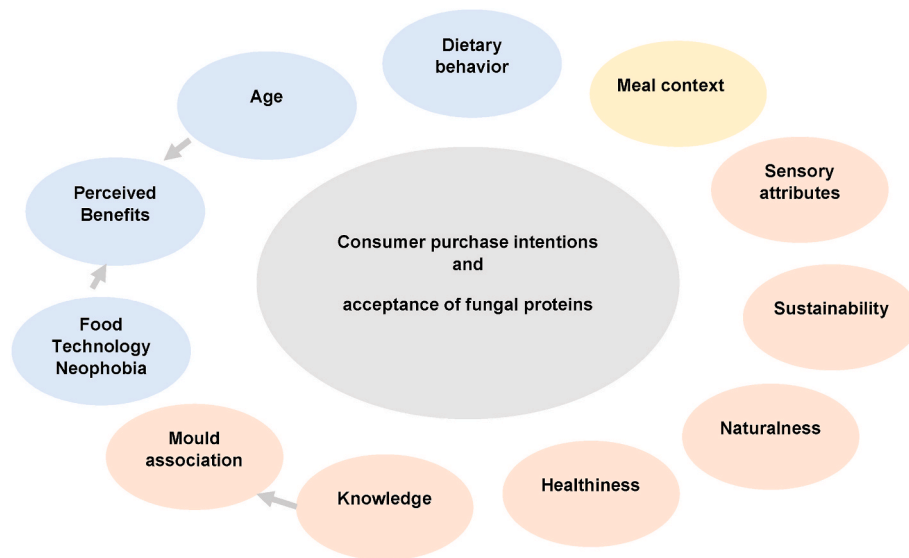 Dietary
behavior
Age
Meal context
Sensory
attributes
Perceived
Benefits
Consumer purchase intentions
and
acceptance of fungal proteins
Sustainability
Food
Technology
Neophobia
Naturalness
Mould
association
Knowledge
Healthiness